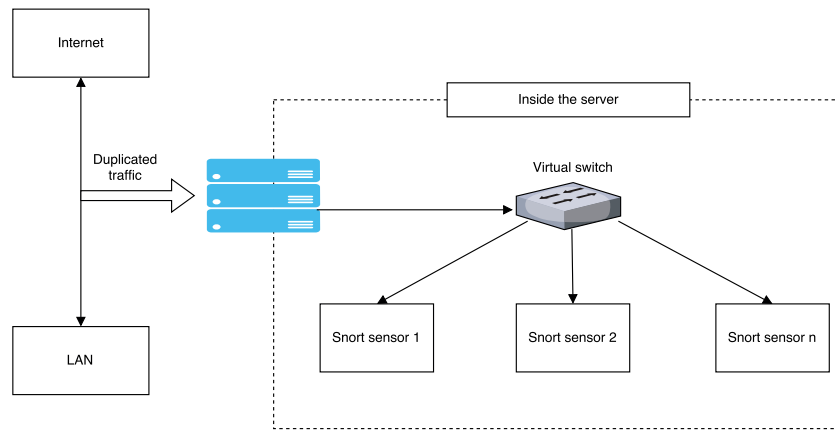 Internet
Inside the server
Duplicated
traffic
Virtual switch
Snort sensor 1
Snort sensor 2
Snort sensor n
LAN